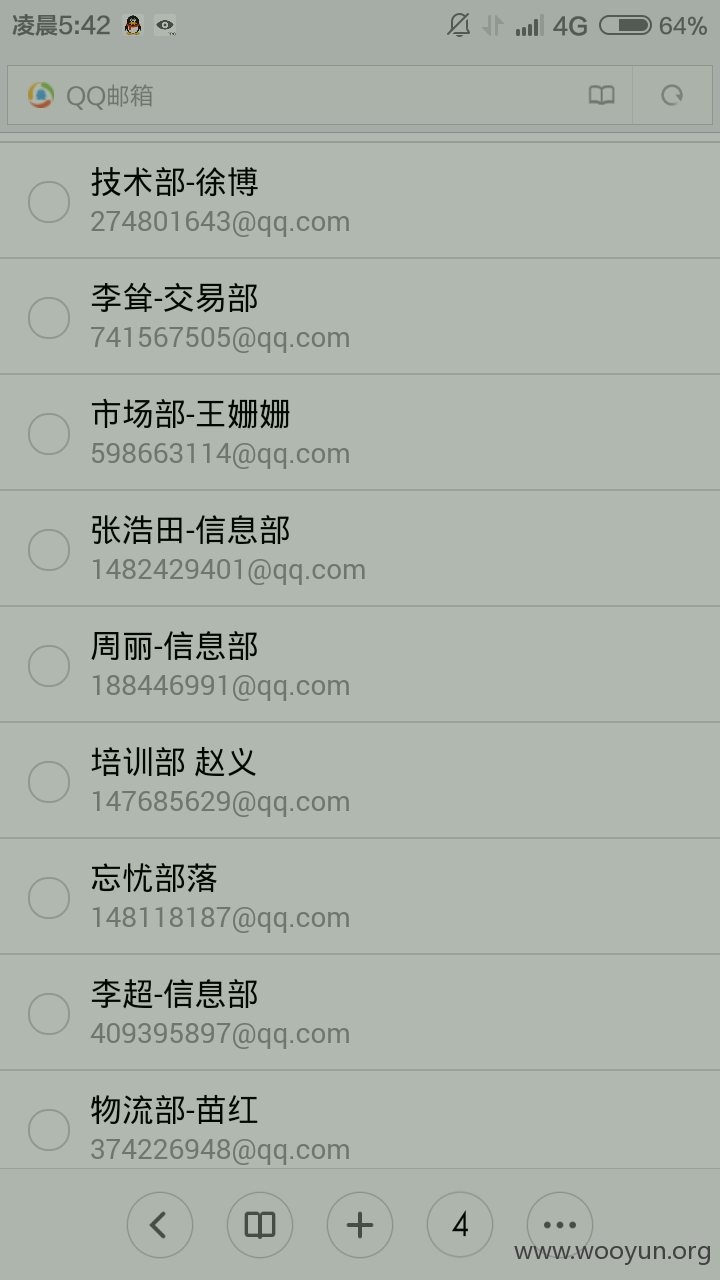 凌晨5:42
4G
64%
QQ邮箱
技术部-徐博
274801643@qq.com
李耸-交易部
741567505@qq.com
市场部-王姗姗
598663114@qq.com
张浩田-信息部
1482429401@qq.com
周丽-信息部
188446991@qq.com
培训部 赵义
147685629@qq.com
忘忧部落
148118187@qq.com
李超-信息部
409395897@qq.com
物流部-苗红
374226948@qq.com
4
www.wooyun.org